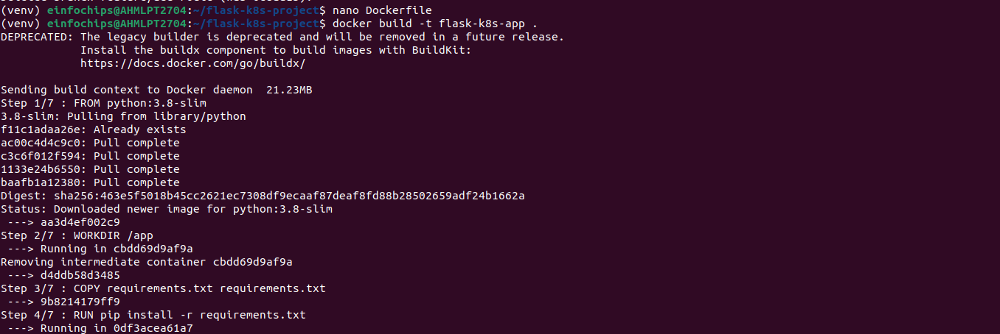 (venv) einfochips@AHMLPT2704:~/flask-k8s-project$ nano Dockerfile
(venv) einfochips@AHMLPT2704:~/flask-k8s-project$ docker build -t flask-k8s-app .
DEPRECATED: The legacy builder is deprecated and will be removed in a future release.
            Install the buildx component to build images with BuildKit:
            https://docs.docker.com/go/buildx/

Sending build context to Docker daemon  21.23MB
Step 1/7 : FROM python:3.8-slim
3.8-slim: Pulling from library/python
f11c1adaa26e: Already exists
ac00c4d4c9c0: Pull complete
c3c6f012f594: Pull complete
1133e24b6550: Pull complete
baafb1a12380: Pull complete
Digest: sha256:463e5f5018b45cc2621ec7308df9ecaaf87deaf8fd88b28502659adf24b1662a
Status: Downloaded newer image for python:3.8-slim
 ---> aa3d4ef002c9
Step 2/7 : WORKDIR /app
 ---> Running in cbdd69d9af9a
Removing intermediate container cbdd69d9af9a
 ---> d4ddb58d3485
Step 3/7 : COPY requirements.txt requirements.txt
 ---> 9b8214179ff9
Step 4/7 : RUN pip install -r requirements.txt
 ---> Running in 0df3acea61a7